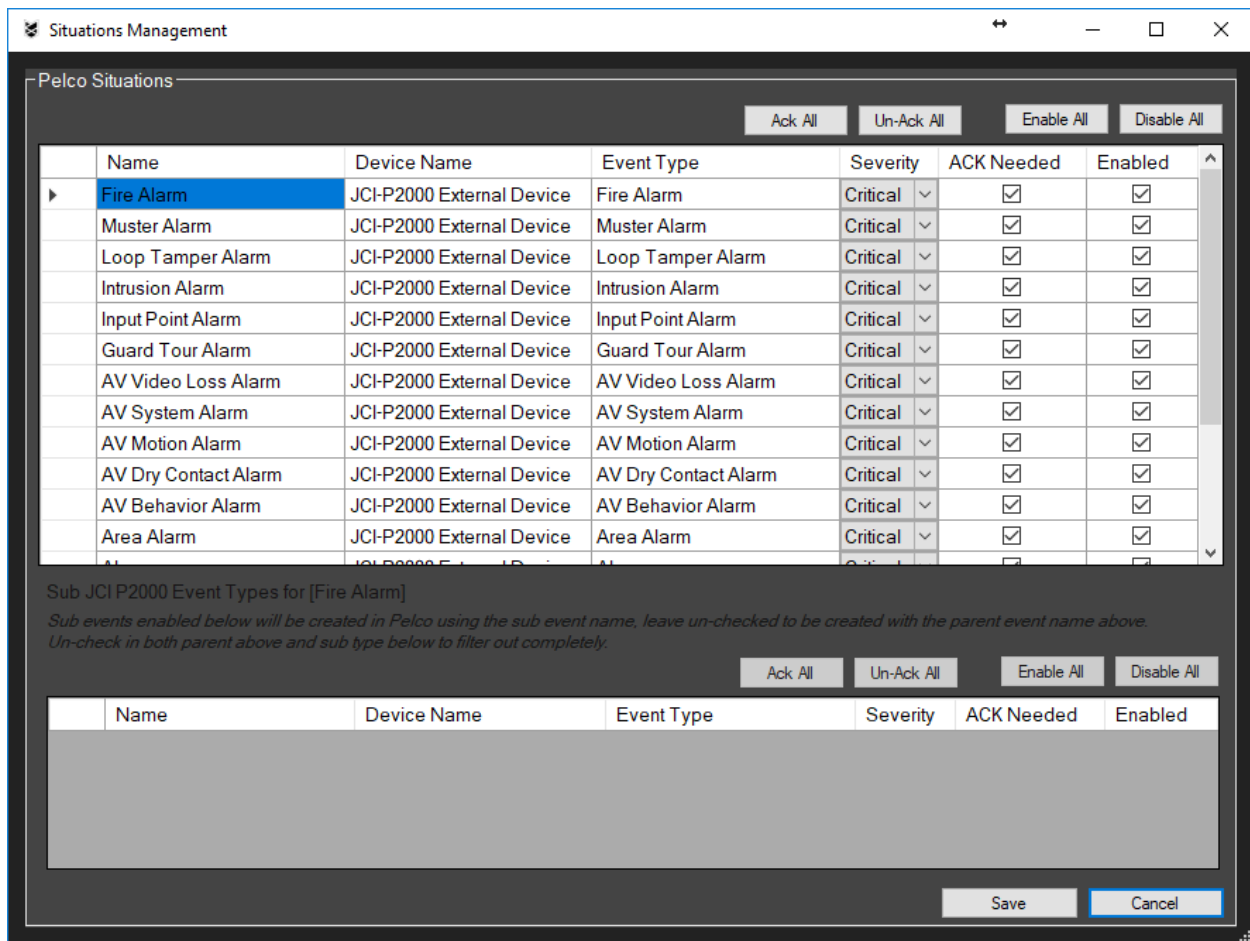 Situations Management
Pelco Situations
Ack All Un-Ack All Enable All Disable All
Name Device Name Event Type Severity ACK Needed Enabled
Fire Alarm JCI-P2000 External Device Fire Alarm Critical
Muster Alarm JCI-P2000 External Device Muster Alarm Critical
Loop Tamper Alarm JCI-P2000 External Device Loop Tamper Alarm Critical
Intrusion Alarm JCI-P2000 External Device Intrusion Alarm Critical
Input Point Alarm JCI-P2000 External Device Input Point Alarm Critical
Guard Tour Alarm JCI-P2000 External Device Guard Tour Alarm Critical
AV Video Loss Alarm JCI-P2000 External Device AV Video Loss Alarm Critical
AV System Alarm JCI-P2000 External Device AV System Alarm Critical
AV Motion Alarm JCI-P2000 External Device AV Motion Alarm Critical
AV Dry Contact Alarm JCI-P2000 External Device AV Dry Contact Alarm Critical
AV Behavior Alarm JCI-P2000 External Device AV Behavior Alarm Critical
Area Alarm JCI-P2000 External Device Area Alarm Critical
Sub JCI P2000 Event Types for [Fire Alarm]
Sub events enabled below will be created in Pelco using the sub event name, leave un-checked to be created with the parent event name above.
Un-check in both parent above and sub type below to filter out completely.
Ack All Un-Ack All Enable All Disable All
Name Device Name Event Type Severity ACK Needed Enabled
Save Cancel